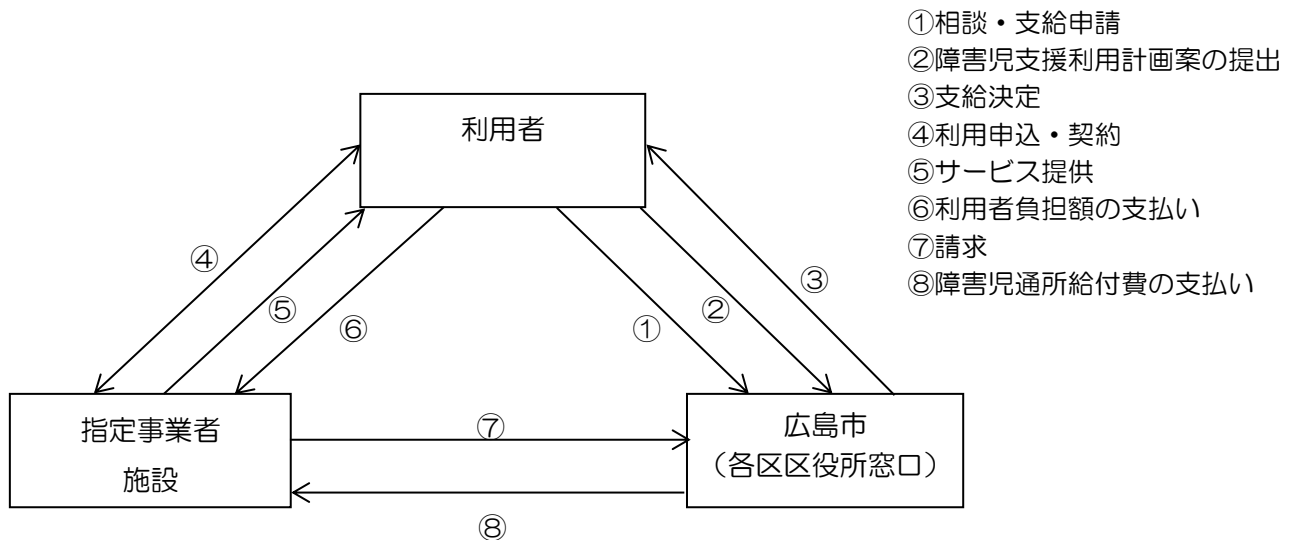 ①相談・支給申請
②障害児支援利用計画案の提出
③支給決定
④利用申込・契約
⑤サービス提供
⑥利用者負担額の支払い
⑦請求
⑧障害児通所給付費の支払い
利用者
④
⑤
⑥
①
②
③
指定事業者
施設
⑦
広島市
（各区区役所窓口）
⑧